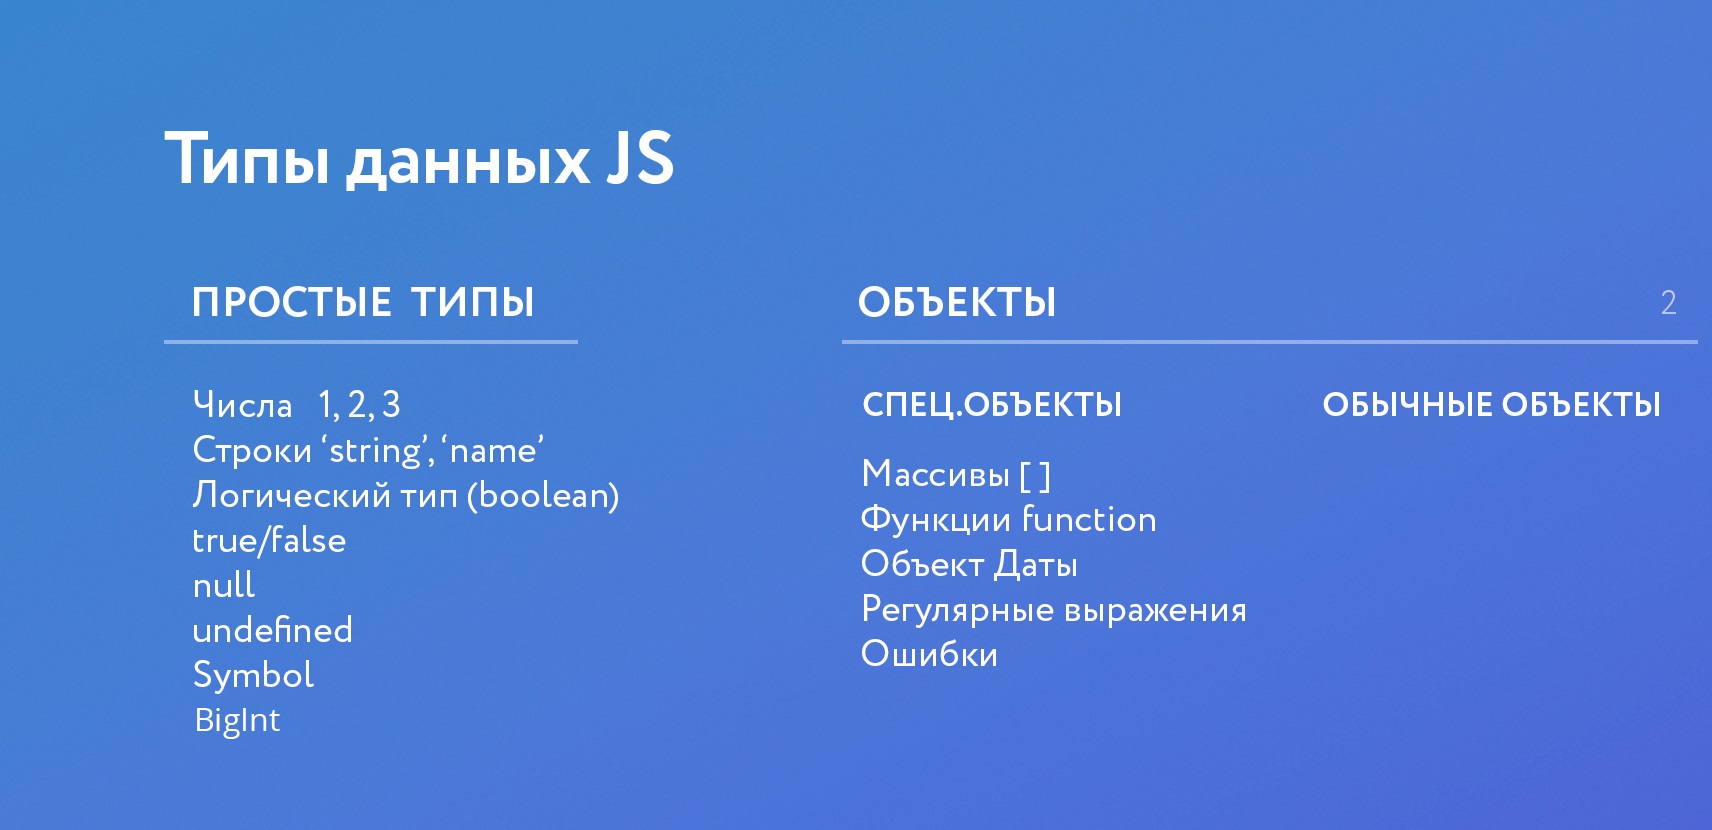 Типы данных JS
ПРОСТЫЕ ТИПЫ
Числа 1, 2, 3
Строки ‘string’, ‘name’
Логический тип (boolean)
true/false
null
undefined
Symbol
BigInt
ОБЪЕКТЫ
2
СПЕЦ.ОБЪЕКТЫ
Массивы [ ]
Функции function
Объект Даты
Регулярные выражения
Ошибки
ОБЫЧНЫЕ ОБЪЕКТЫ